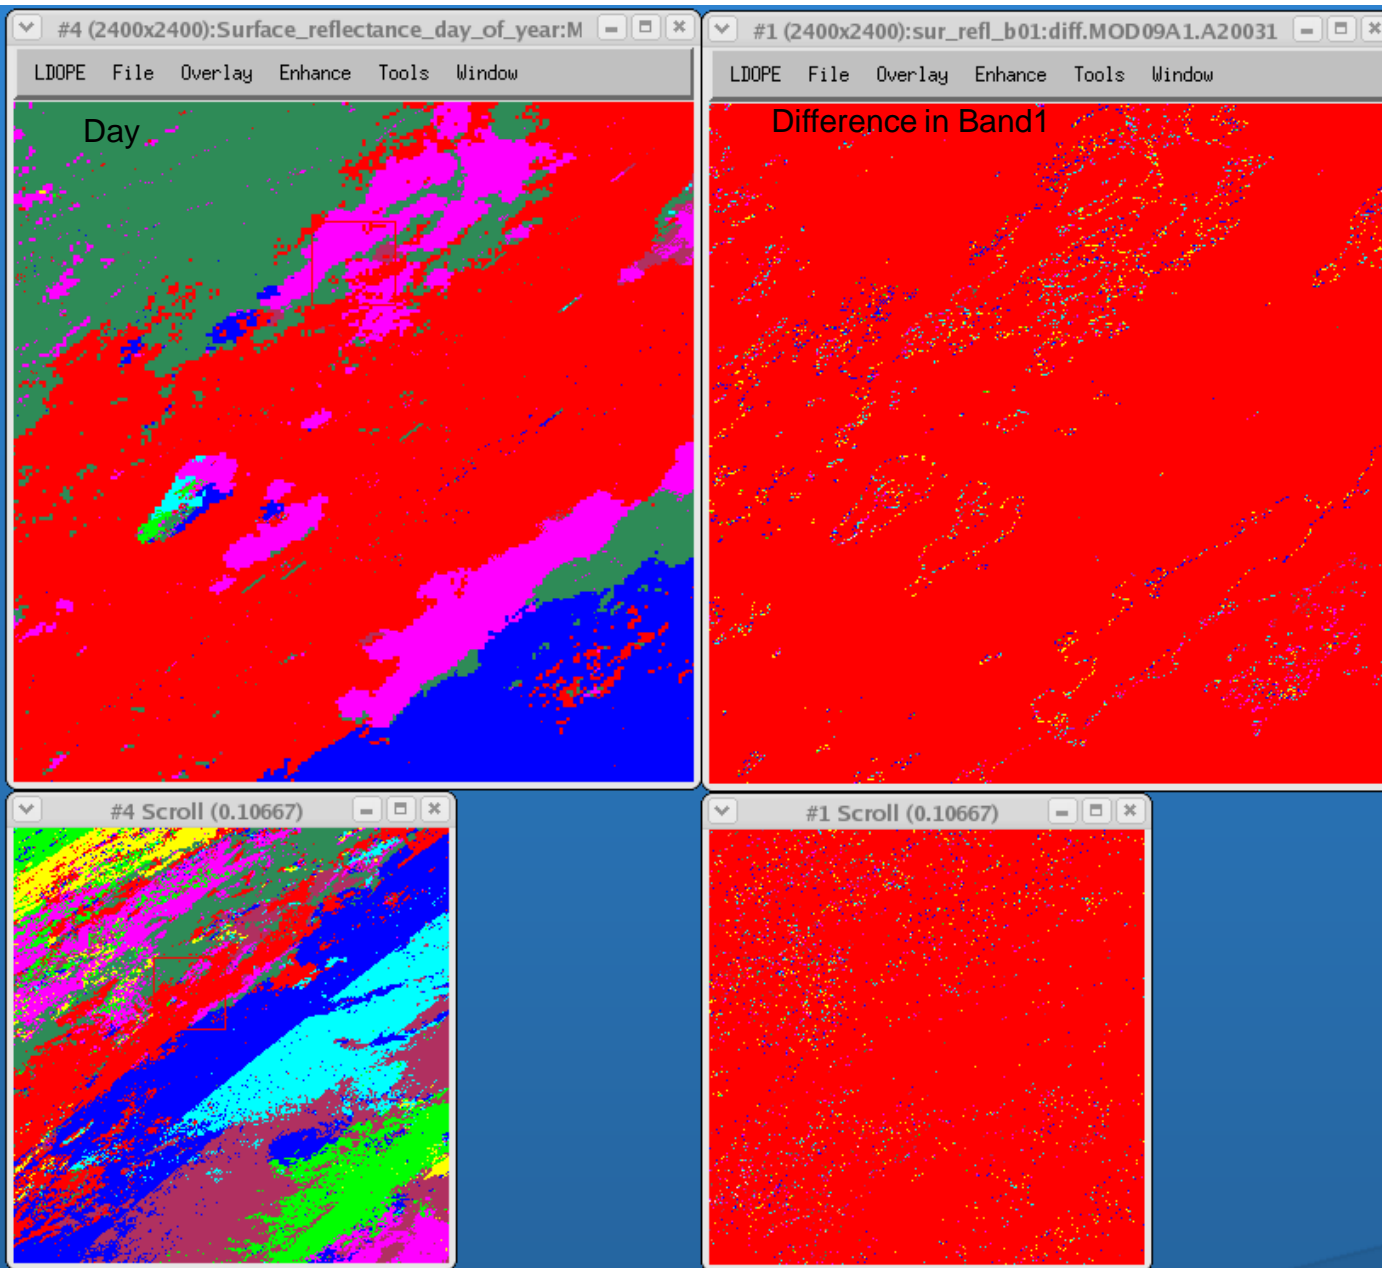 #4 (2400x2400):Surface_reflectance_day_of_year:M
LDOPE File Overlay Enhance Tools Window
Day
#1 (2400x2400):sur_refl_b01:diff.MOD09A1.A20031
LDOPE File Overlay Enhance Tools Window
Difference in Band1
#4 Scroll (0.10667)
#1 Scroll (0.10667)